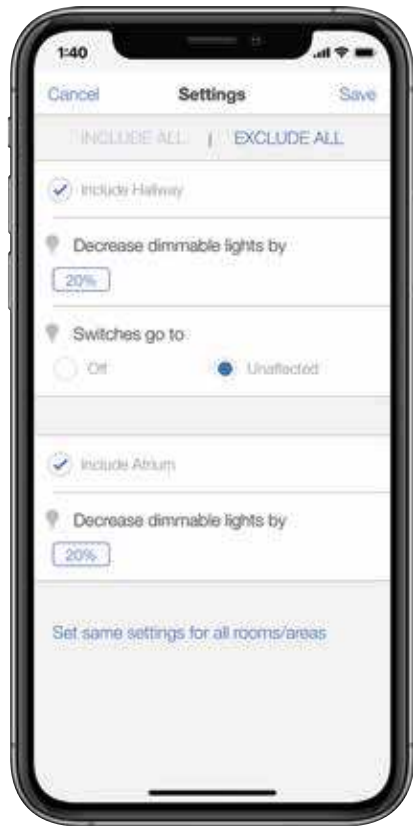 1:40
Cancel Settings Save
INCLUDE ALL | EXCLUDE ALL
Include Hallway
Decrease dimmable lights by
20%
Switches go to
Off Unaffected
Include Atrium
Decrease dimmable lights by
20%
Set same settings for all rooms/areas